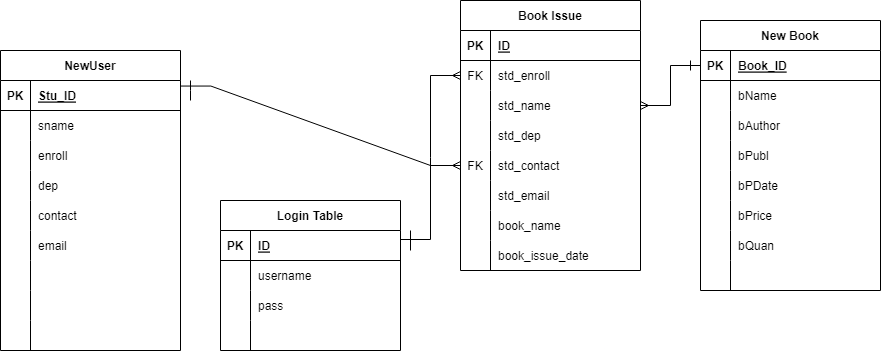 NewUser
PK Stu_ID
sname
enroll
dep
contact
email
Login Table
PK ID
username
pass
Book Issue
PK ID
FK std_enroll
std_name
std_dep
FK std_contact
std_email
book_name
book_issue_date
New Book
PK Book_ID
bName
bAuthor
bPubl
bPDate
bPrice
bQuan